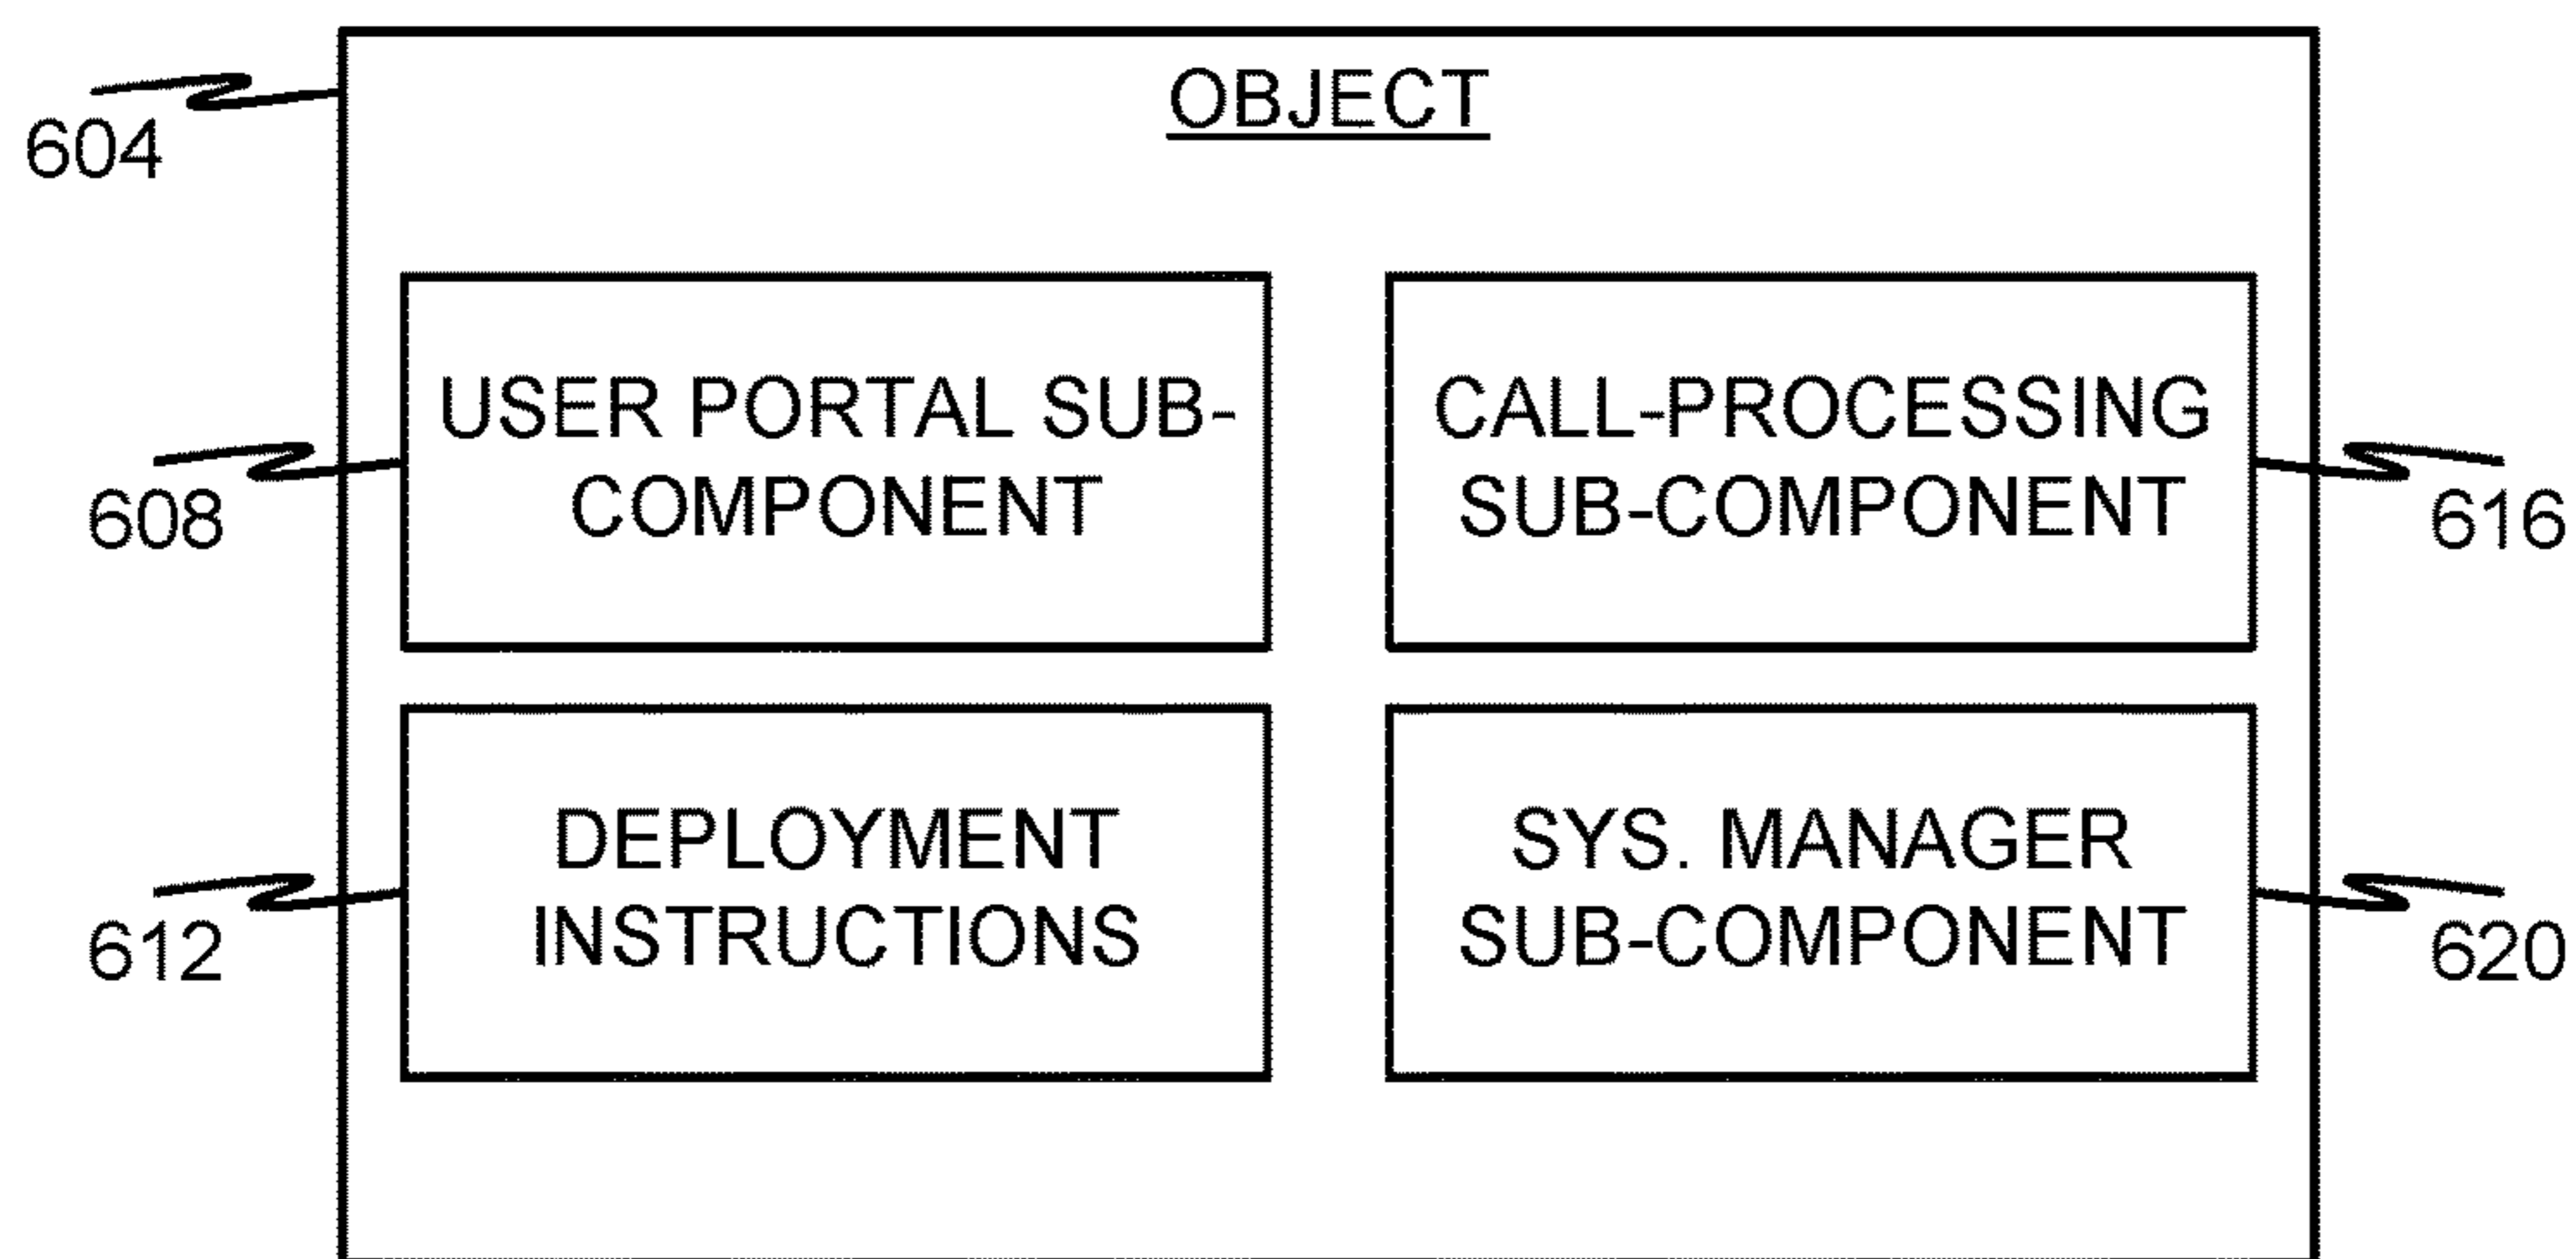 OBJECT
604
USER PORTAL SUB-
COMPONENT
608
CALL-PROCESSING
SUB-COMPONENT
616
DEPLOYMENT
INSTRUCTIONS
612
SYS. MANAGER
SUB-COMPONENT
620